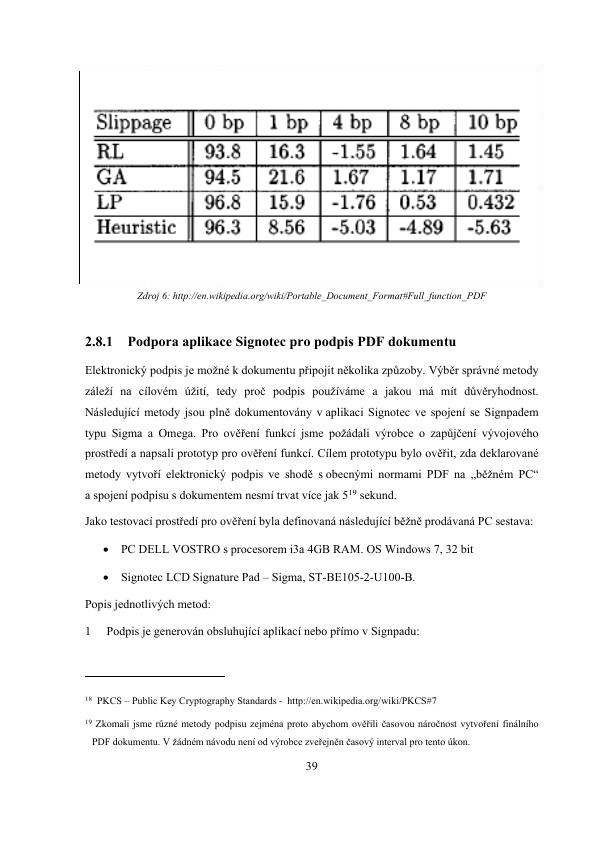 Slippage 0 bp 1 bp 4 bp 8 bp 10 bp
RL 93.8 16.3 -1.55 1.64 1.45
GA 94.5 21.6 1.67 1.17 1.71
LP 96.8 15.9 -1.76 0.53 0.432
Heuristic 96.3 8.56 -5.03 -4.89 -5.63
Zdroj 6: http://en.wikipedia.org/wiki/Portable_Document_Format#Full_function_PDF
2.8.1 Podpora aplikace Signotec pro podpis PDF dokumentu
Elektronický podpis je možné k dokumentu připojit několika způzoby. Výběr správné metody
záleží na cílovém úžití, tedy proč podpis používáme a jakou má mít důvěryhodnost.
Následující metody jsou plně dokumentovány v aplikaci Signotec ve spojení se Signpadem
typu Sigma a Omega. Pro ověření funkcí jsme požádali výrobce o zapůjčení vývojového
prostředí a napsali prototyp pro ověření funkcí. Cílem prototypu bylo ověřit, zda deklarované
metody vytvoří elektronický podpis ve shodě s obecnými normami PDF na „běžném PC“
a spojení podpisu s dokumentem nesmí trvat více jak 5¹⁹ sekund.
Jako testovací prostředí pro ověření byla definovaná následující běžně prodávaná PC sestava:
• PC DELL VOSTRO s procesorem i3a 4GB RAM. OS Windows 7, 32 bit
• Signotec LCD Signature Pad – Sigma, ST-BE105-2-U100-B.
Popis jednotlivých metod:
1 Podpis je generován obsluhující aplikací nebo přímo v Signpadu:
¹⁸ PKCS – Public Key Cryptography Standards - http://en.wikipedia.org/wiki/PKCS#7
¹⁹ Zkomali jsme různé metody podpisu zejména proto abychom ověřili časovou náročnost vytvoření finálního
PDF dokumentu. V žádném návodu není od výrobce zveřejněn časový interval pro tento úkon.
39